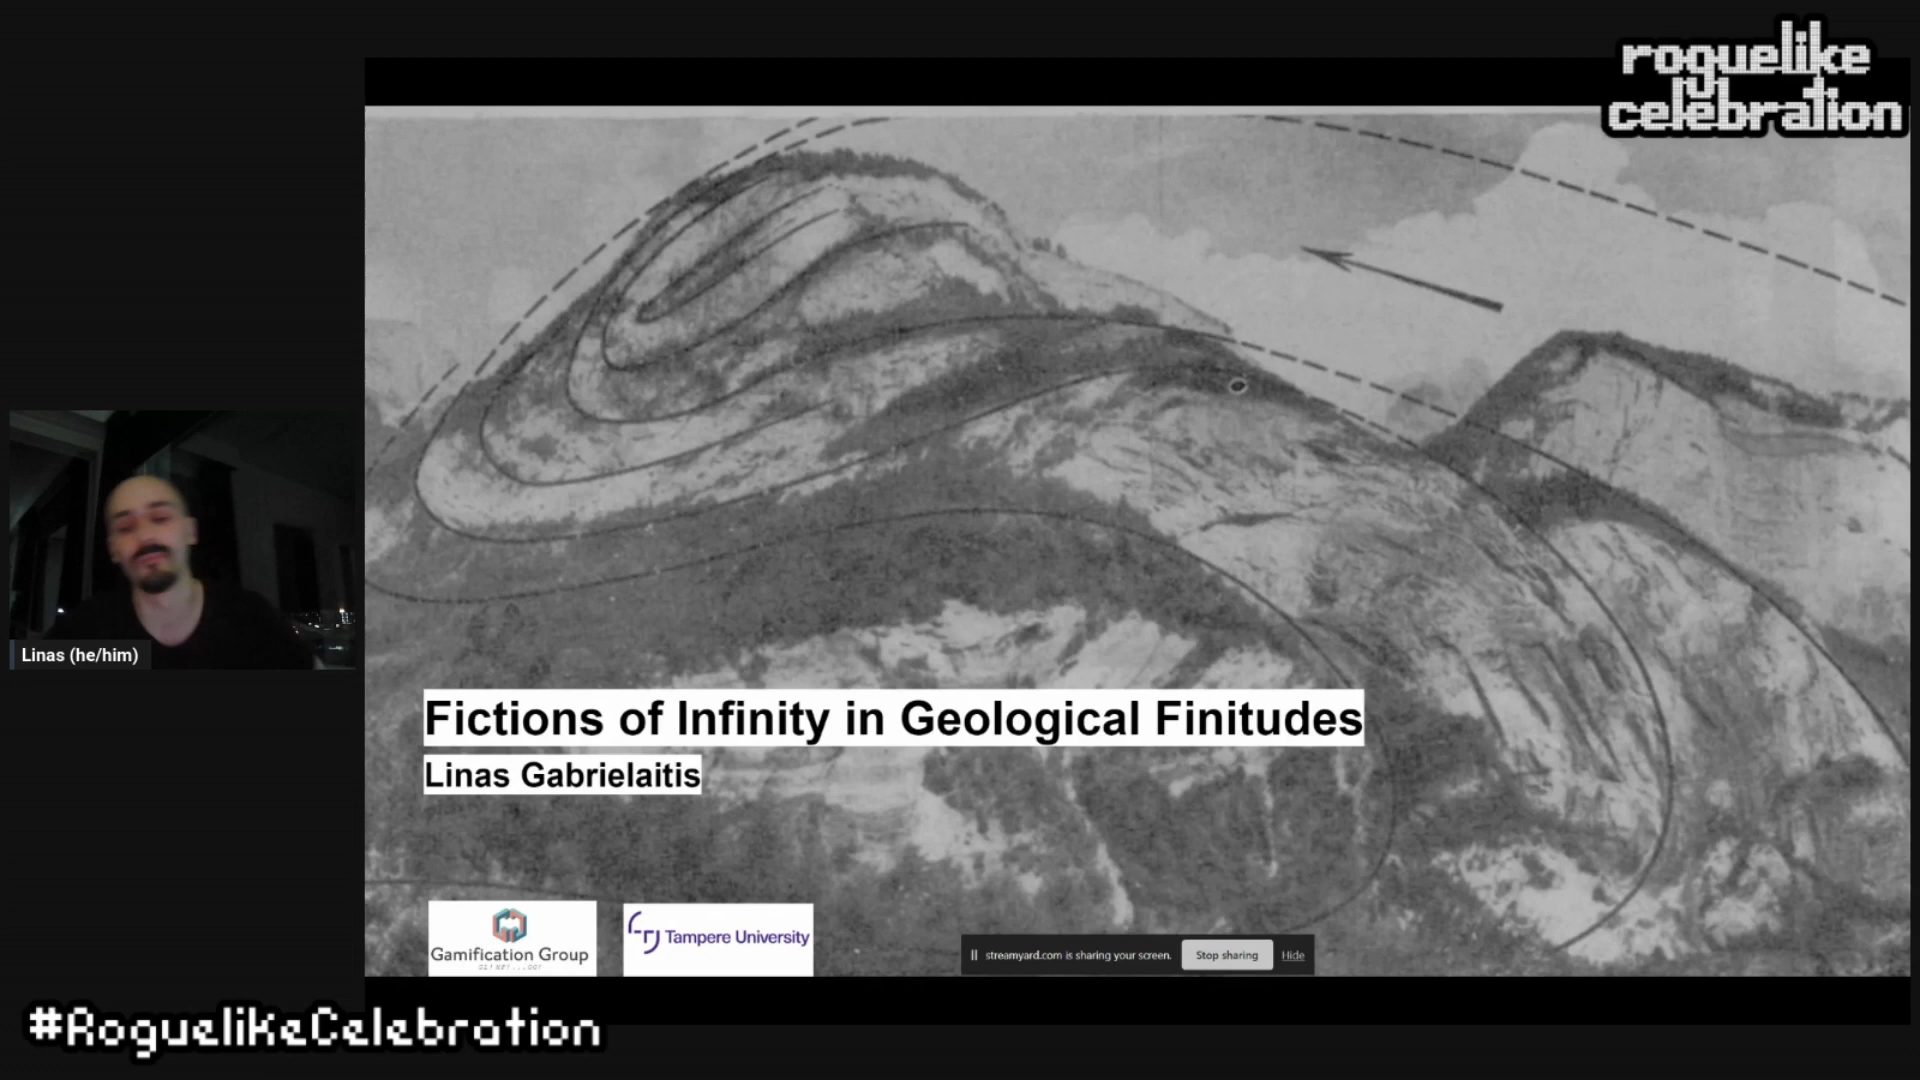 roguelike
celebration
Linas (he/him)
Fictions of Infinity in Geological Finitudes
Linas Gabrielaitis
Gamification Group
Tampere University
streamyard.com is sharing your screen.
Stop sharing
Hide
#RoguelikeCelebration